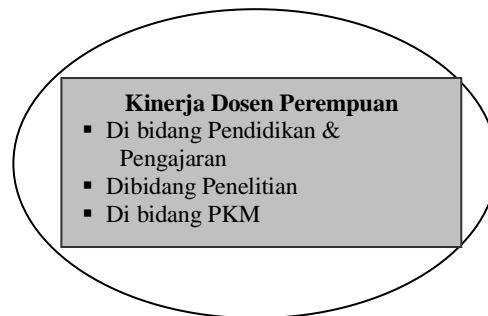 Kinerja Dosen Perempuan
▪ Di bidang Pendidikan &
Pengajaran
▪ Dibidang Penelitian
▪ Di bidang PKM